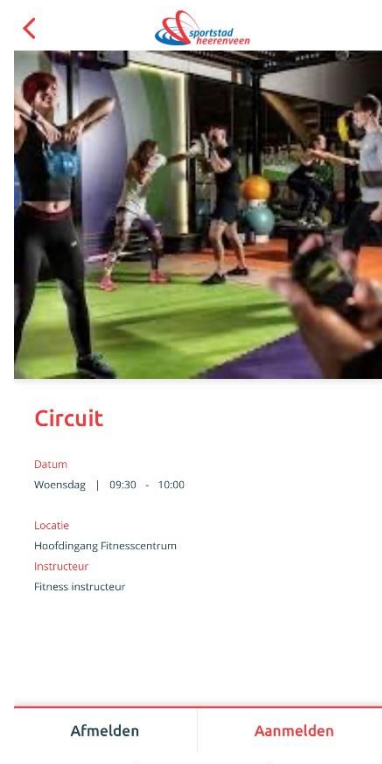 sportstad
heerenveen
Circuit
Datum
Woensdag | 09:30 - 10:00
Locatie
Hoofdingang Fitnesscentrum
Instructeur
Fitness instructeur
Afmelden Aanmelden